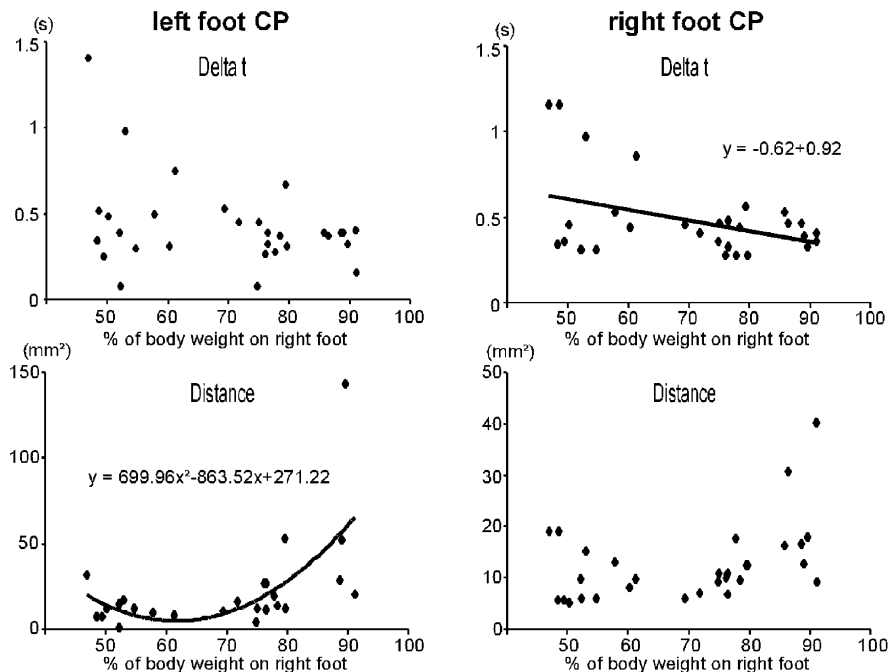 left foot CP
right foot CP
(s)
Delta t
1.5
1
0.5
0
50 60 70 80 90 100
% of body weight on right foot
(s)
Delta t
1.5
1
0.5
0
y = -0.62+0.92
50 60 70 80 90 100
% of body weight on right foot
(mm²)
Distance
150
100
50
0
y = 699.96x²-863.52x+271.22
50 60 70 80 90 100
% of body weight on right foot
(mm²)
Distance
50
40
30
20
10
0
50 60 70 80 90 100
% of body weight on right foot